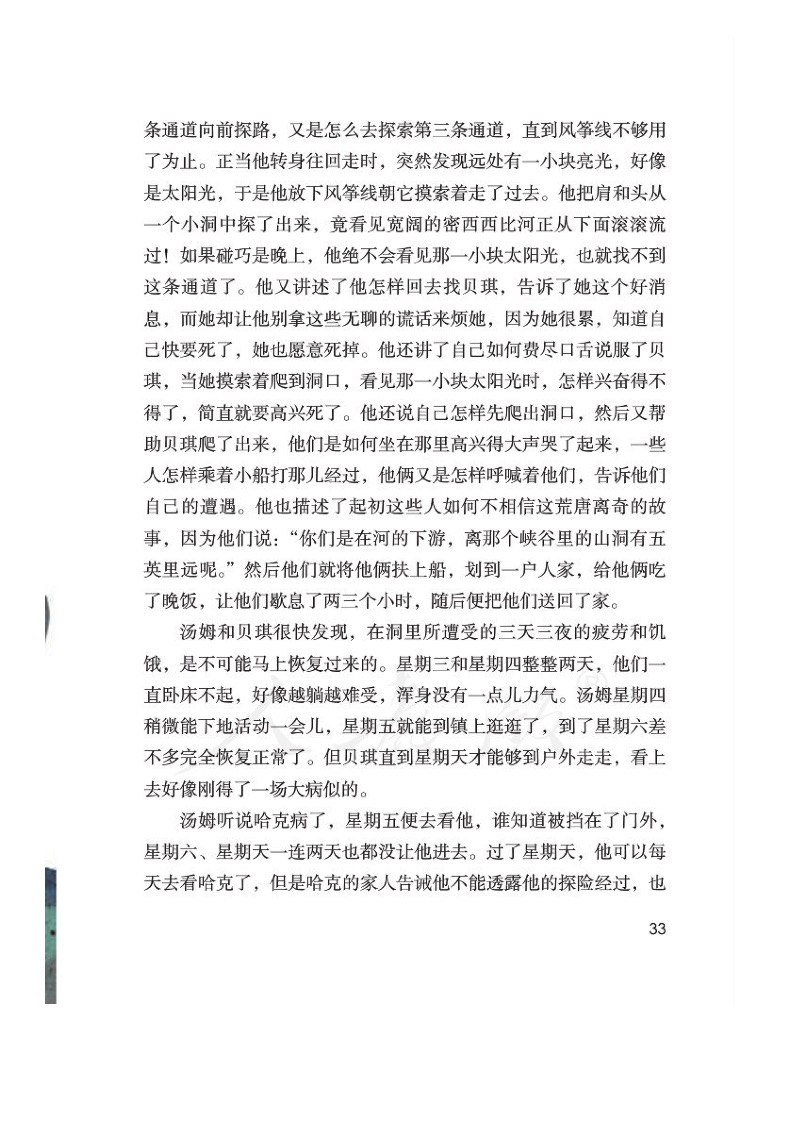 条通道向前探路，又是怎么去探索第三条通道，直到风筝线不够用
了为止。正当他转身往回走时，突然发现远处有一小块亮光，好像
是太阳光，于是他放下风筝线朝它摸索着走了过去。他把肩和头从
一个小洞中探了出来，竟看见宽阔的密西西比河正从下面滚滚流
过！如果碰巧是晚上，他绝不会看见那一小块太阳光，也就找不到
这条通道了。他又讲述了他怎样回去找贝琪，告诉了她这个好消
息，而她却让他别拿这些无聊的谎话来烦她，因为她很累，知道自
己快要死了，她也愿意死掉。他还讲了自己如何费尽口舌说服了贝
琪，当她摸索着爬到洞口，看见那一小块太阳光时，怎样兴奋得不
得了，简直就要高兴死了。他还说自己怎样先爬出洞口，然后又帮
助贝琪爬了出来，他们是如何坐在那里高兴得大声哭了起来，一些
人怎样乘着小船打那儿经过，他俩又是怎样呼喊着他们，告诉他们
自己的遭遇。他也描述了起初这些人如何不相信这荒唐离奇的故
事，因为他们说：“你们是在河的下游，离那个峡谷里的山洞有五
英里远呢。”然后他们就将他俩扶上船，划到一户人家，给他俩吃
了晚饭，让他们歇息了两三个小时，随后便把他们送回了家。
汤姆和贝琪很快发现，在洞里所遭受的三天三夜的疲劳和饥
饿，是不可能马上恢复过来的。星期三和星期四整整两天，他们一
直卧床不起，好像越躺越难受，浑身没有一点儿力气。汤姆星期四
稍微能下地活动一会儿，星期五就能到镇上逛逛了，到了星期六差
不多完全恢复正常了。但贝琪直到星期天才能够到户外走走，看上
去好像刚得了一场大病似的。
汤姆听说哈克病了，星期五便去看他，谁知道被挡在了门外，
星期六、星期天一连两天也都没让他进去。过了星期天，他可以每
天去看哈克了，但是哈克的家人告诫他不能透露他的探险经过，也
33